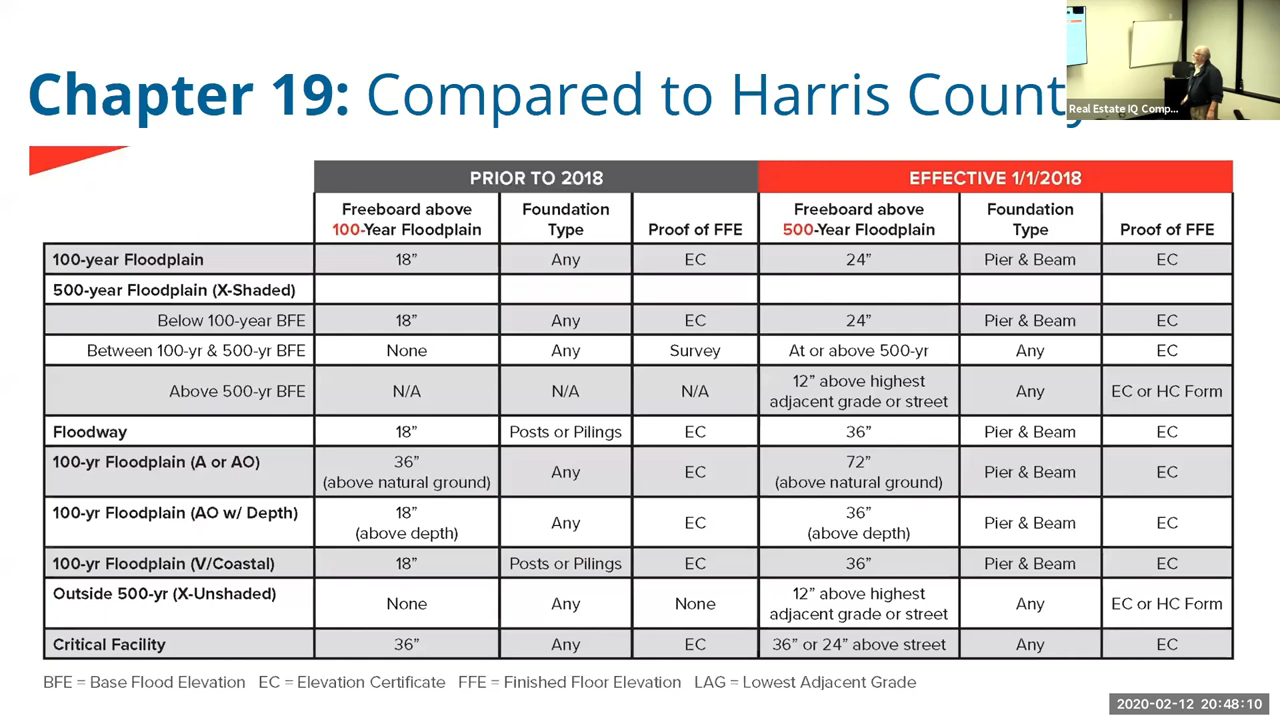 Chapter 19: Compared to Harris County
Real Estate IQ Comp...
PRIOR TO 2018 EFFECTIVE 1/1/2018
Freeboard above Foundation Freeboard above Foundation
100-Year Floodplain Type Proof of FFE 500-Year Floodplain Type Proof of FFE
100-year Floodplain 18” Any EC 24” Pier & Beam EC
500-year Floodplain (X-Shaded)
Below 100-year BFE 18” Any EC 24” Pier & Beam EC
Between 100-yr & 500-yr BFE None Any Survey At or above 500-yr Any EC
Above 500-yr BFE N/A N/A N/A 12” above highest
adjacent grade or street Any EC or HC Form
Floodway 18” Posts or Pilings EC 36” Pier & Beam EC
100-yr Floodplain (A or AO) 36”
(above natural ground) Any EC 72”
(above natural ground) Pier & Beam EC
100-yr Floodplain (AO w/ Depth) 18”
(above depth) Any EC 36”
(above depth) Pier & Beam EC
100-yr Floodplain (V/Coastal) 18” Posts or Pilings EC 36” Pier & Beam EC
Outside 500-yr (X-Unshaded) None Any None 12” above highest
adjacent grade or street Any EC or HC Form
Critical Facility 36” Any EC 36” or 24” above street Any EC
BFE = Base Flood Elevation EC = Elevation Certificate FFE = Finished Floor Elevation LAG = Lowest Adjacent Grade
2020-02-12 20:48:10